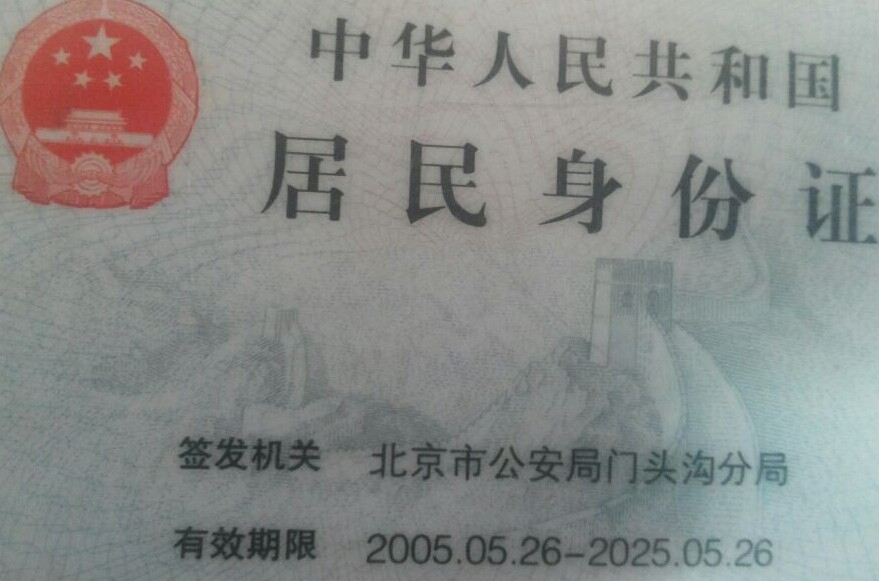 中华人民共和国
居民身份证
签发机关 北京市公安局门头沟分局
有效期限 2005.05.26-2025.05.26